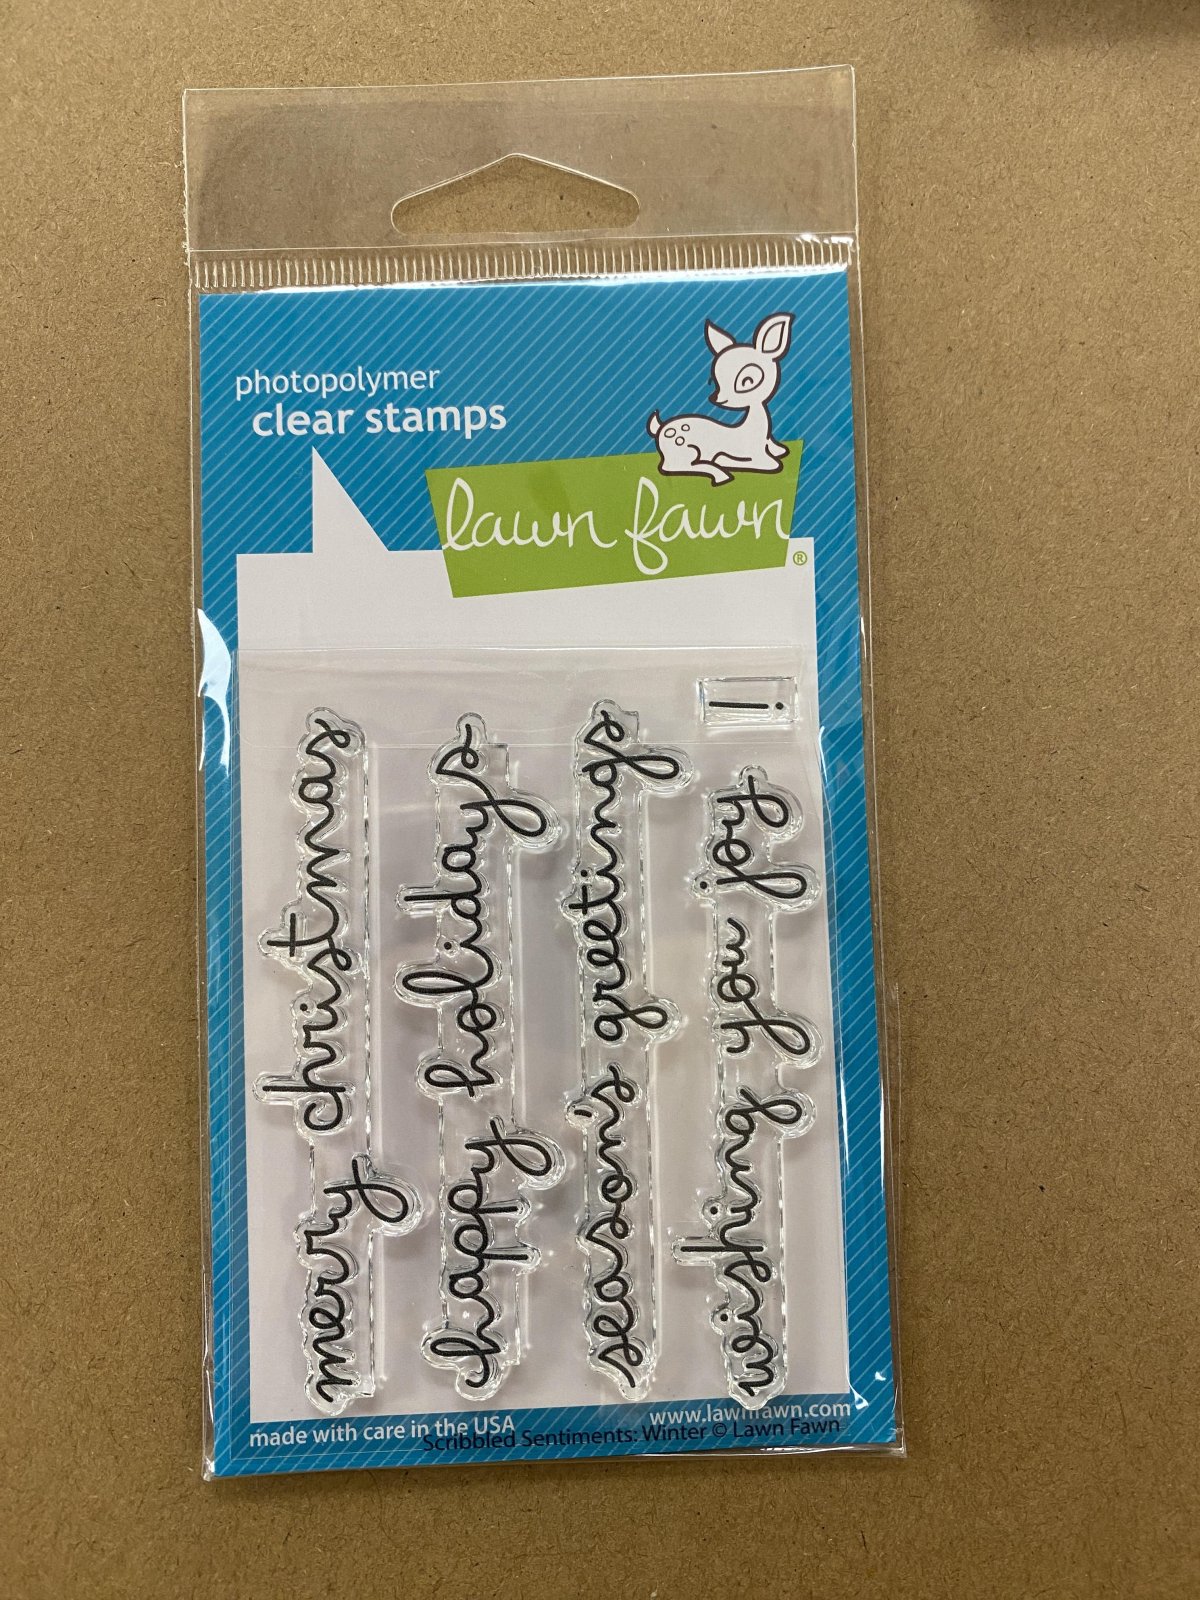 photopolymer
clear stamps
lawn fawn
®
!
merry christmas
happy holidays
season's greetings
wishing you joy
made with care in the USA
www.lawnfawn.com
Scribbled Sentiments: Winter © Lawn Fawn